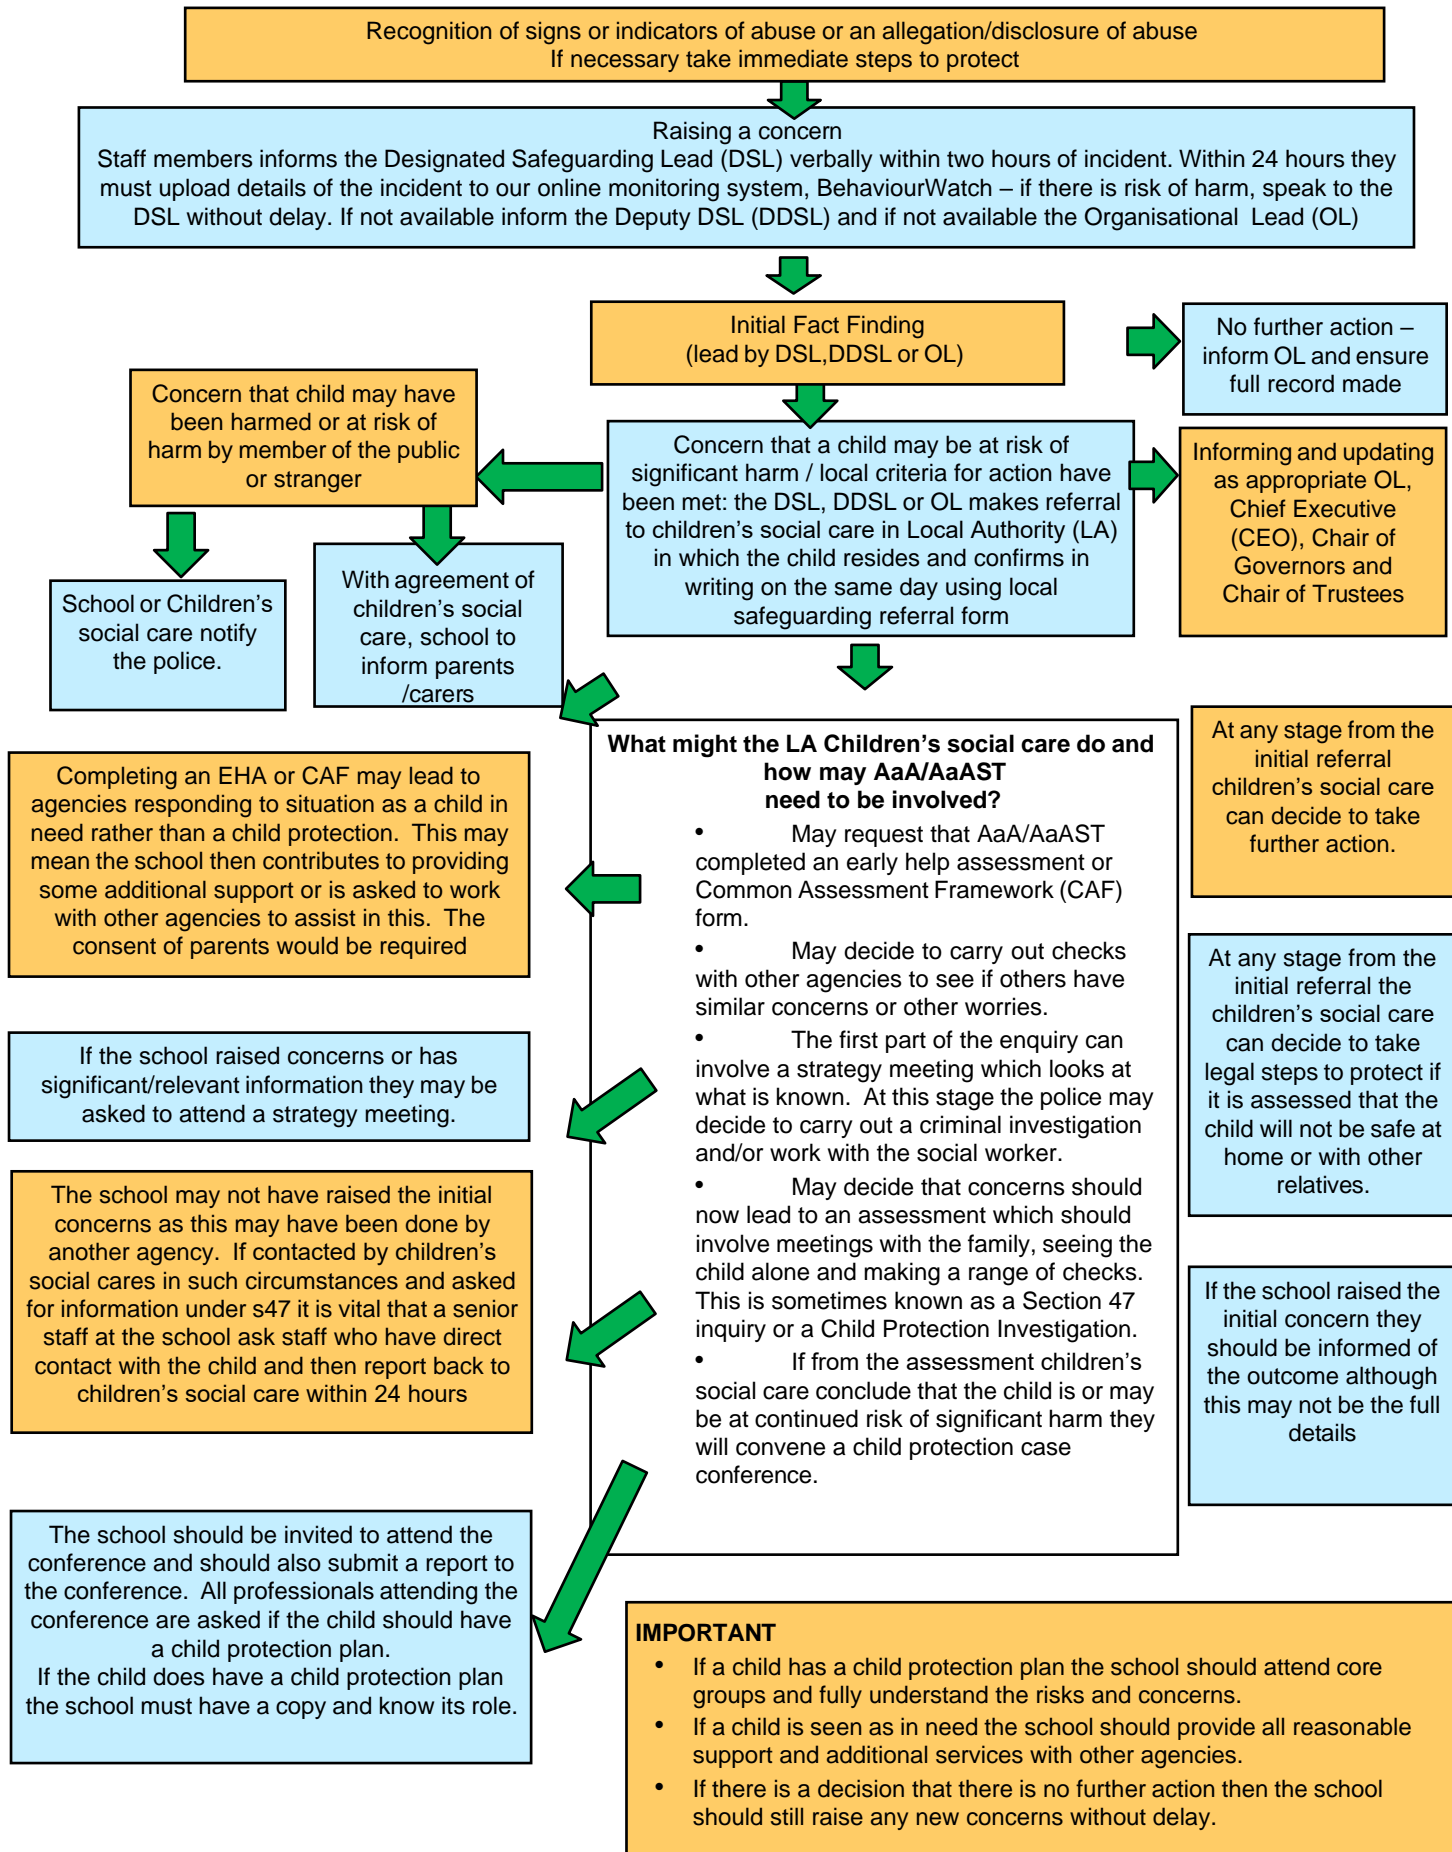 Recognition of signs or indicators of abuse or an allegation/disclosure of abuse
If necessary take immediate steps to protect
Raising a concern
Staff members informs the Designated Safeguarding Lead (DSL) verbally within two hours of incident. Within 24 hours they
must upload details of the incident to our online monitoring system, BehaviourWatch – if there is risk of harm, speak to the
DSL without delay. If not available inform the Deputy DSL (DDSL) and if not available the Organisational Lead (OL)
Initial Fact Finding
(lead by DSL,DDSL or OL)
No further action –
inform OL and ensure
full record made
Concern that child may have
been harmed or at risk of
harm by member of the public
or stranger
Concern that a child may be at risk of
significant harm / local criteria for action have
been met: the DSL, DDSL or OL makes referral
to children’s social care in Local Authority (LA)
in which the child resides and confirms in
writing on the same day using local
safeguarding referral form
Informing and updating
as appropriate OL,
Chief Executive
(CEO), Chair of
Governors and
Chair of Trustees
School or Children’s
social care notify
the police.
With agreement of
children’s social
care, school to
inform parents
/carers
What might the LA Children’s social care do and
how may AaA/AaAST
need to be involved?
• May request that AaA/AaAST
completed an early help assessment or
Common Assessment Framework (CAF)
form.
• May decide to carry out checks
with other agencies to see if others have
similar concerns or other worries.
• The first part of the enquiry can
involve a strategy meeting which looks at
what is known. At this stage the police may
decide to carry out a criminal investigation
and/or work with the social worker.
• May decide that concerns should
now lead to an assessment which should
involve meetings with the family, seeing the
child alone and making a range of checks.
This is sometimes known as a Section 47
inquiry or a Child Protection Investigation.
• If from the assessment children’s
social care conclude that the child is or may
be at continued risk of significant harm they
will convene a child protection case
conference.
Completing an EHA or CAF may lead to
agencies responding to situation as a child in
need rather than a child protection. This may
mean the school then contributes to providing
some additional support or is asked to work
with other agencies to assist in this. The
consent of parents would be required
If the school raised concerns or has
significant/relevant information they may be
asked to attend a strategy meeting.
The school may not have raised the initial
concerns as this may have been done by
another agency. If contacted by children’s
social cares in such circumstances and asked
for information under s47 it is vital that a senior
staff at the school ask staff who have direct
contact with the child and then report back to
children’s social care within 24 hours
The school should be invited to attend the
conference and should also submit a report to
the conference. All professionals attending the
conference are asked if the child should have
a child protection plan.
If the child does have a child protection plan
the school must have a copy and know its role.
At any stage from the
initial referral
children’s social care
can decide to take
further action.
At any stage from the
initial referral the
children’s social care
can decide to take
legal steps to protect if
it is assessed that the
child will not be safe at
home or with other
relatives.
If the school raised the
initial concern they
should be informed of
the outcome although
this may not be the full
details
IMPORTANT
• If a child has a child protection plan the school should attend core
groups and fully understand the risks and concerns.
• If a child is seen as in need the school should provide all reasonable
support and additional services with other agencies.
• If there is a decision that there is no further action then the school
should still raise any new concerns without delay.